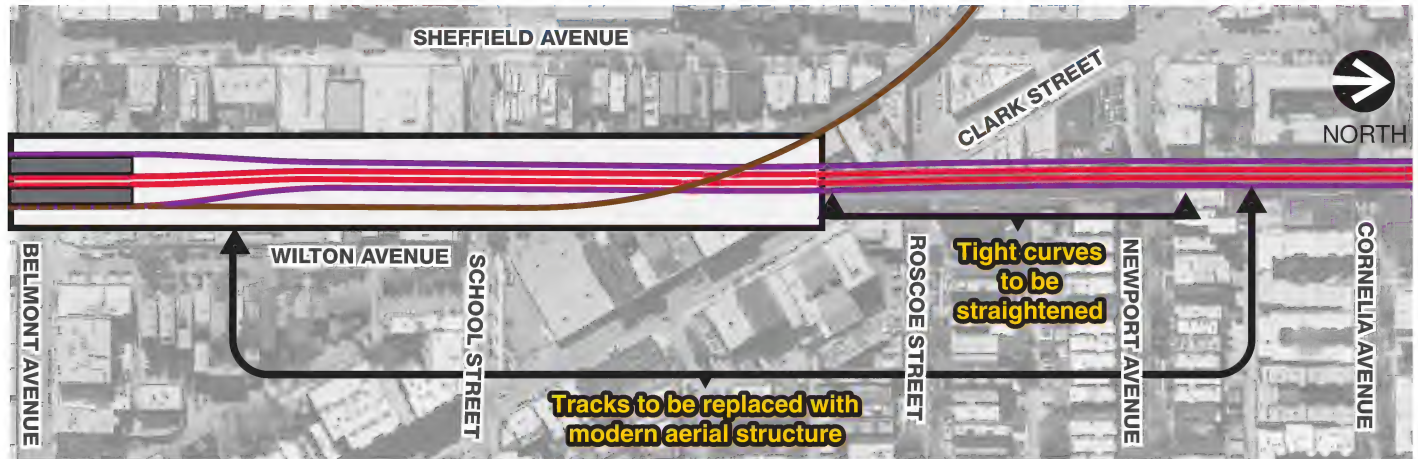 SHEFFIELD AVENUE
CLARK STREET
NORTH
BELMONT AVENUE
WILTON AVENUE
SCHOOL STREET
ROSCOE STREET
Tight curves
to be
straightened
NEWPORT AVENUE
CORNELIA AVENUE
Tracks to be replaced with
modern aerial structure